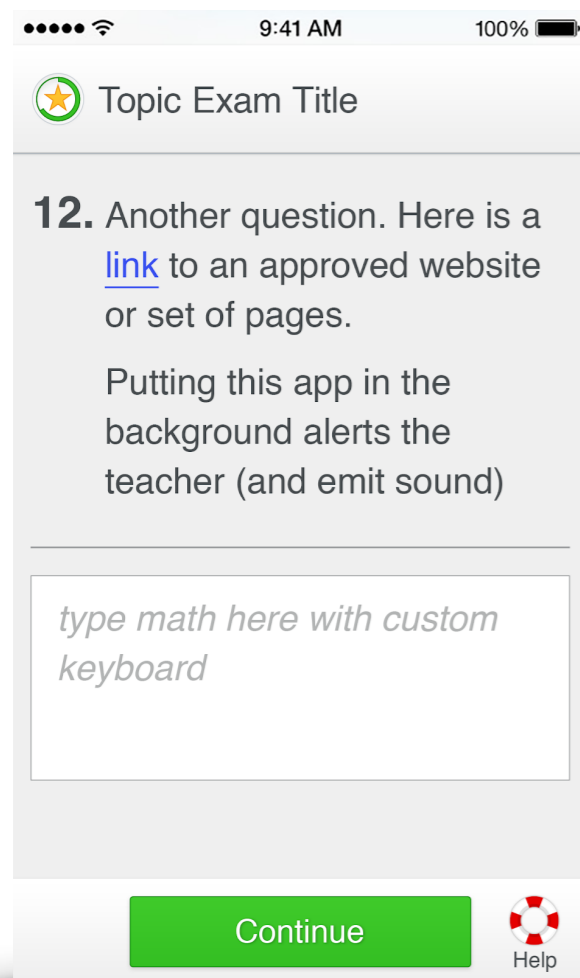 9:41 AM
100%
Topic Exam Title
12. Another question. Here is a
link to an approved website
or set of pages.
Putting this app in the
background alerts the
teacher (and emit sound)
type math here with custom
keyboard
Continue
Help